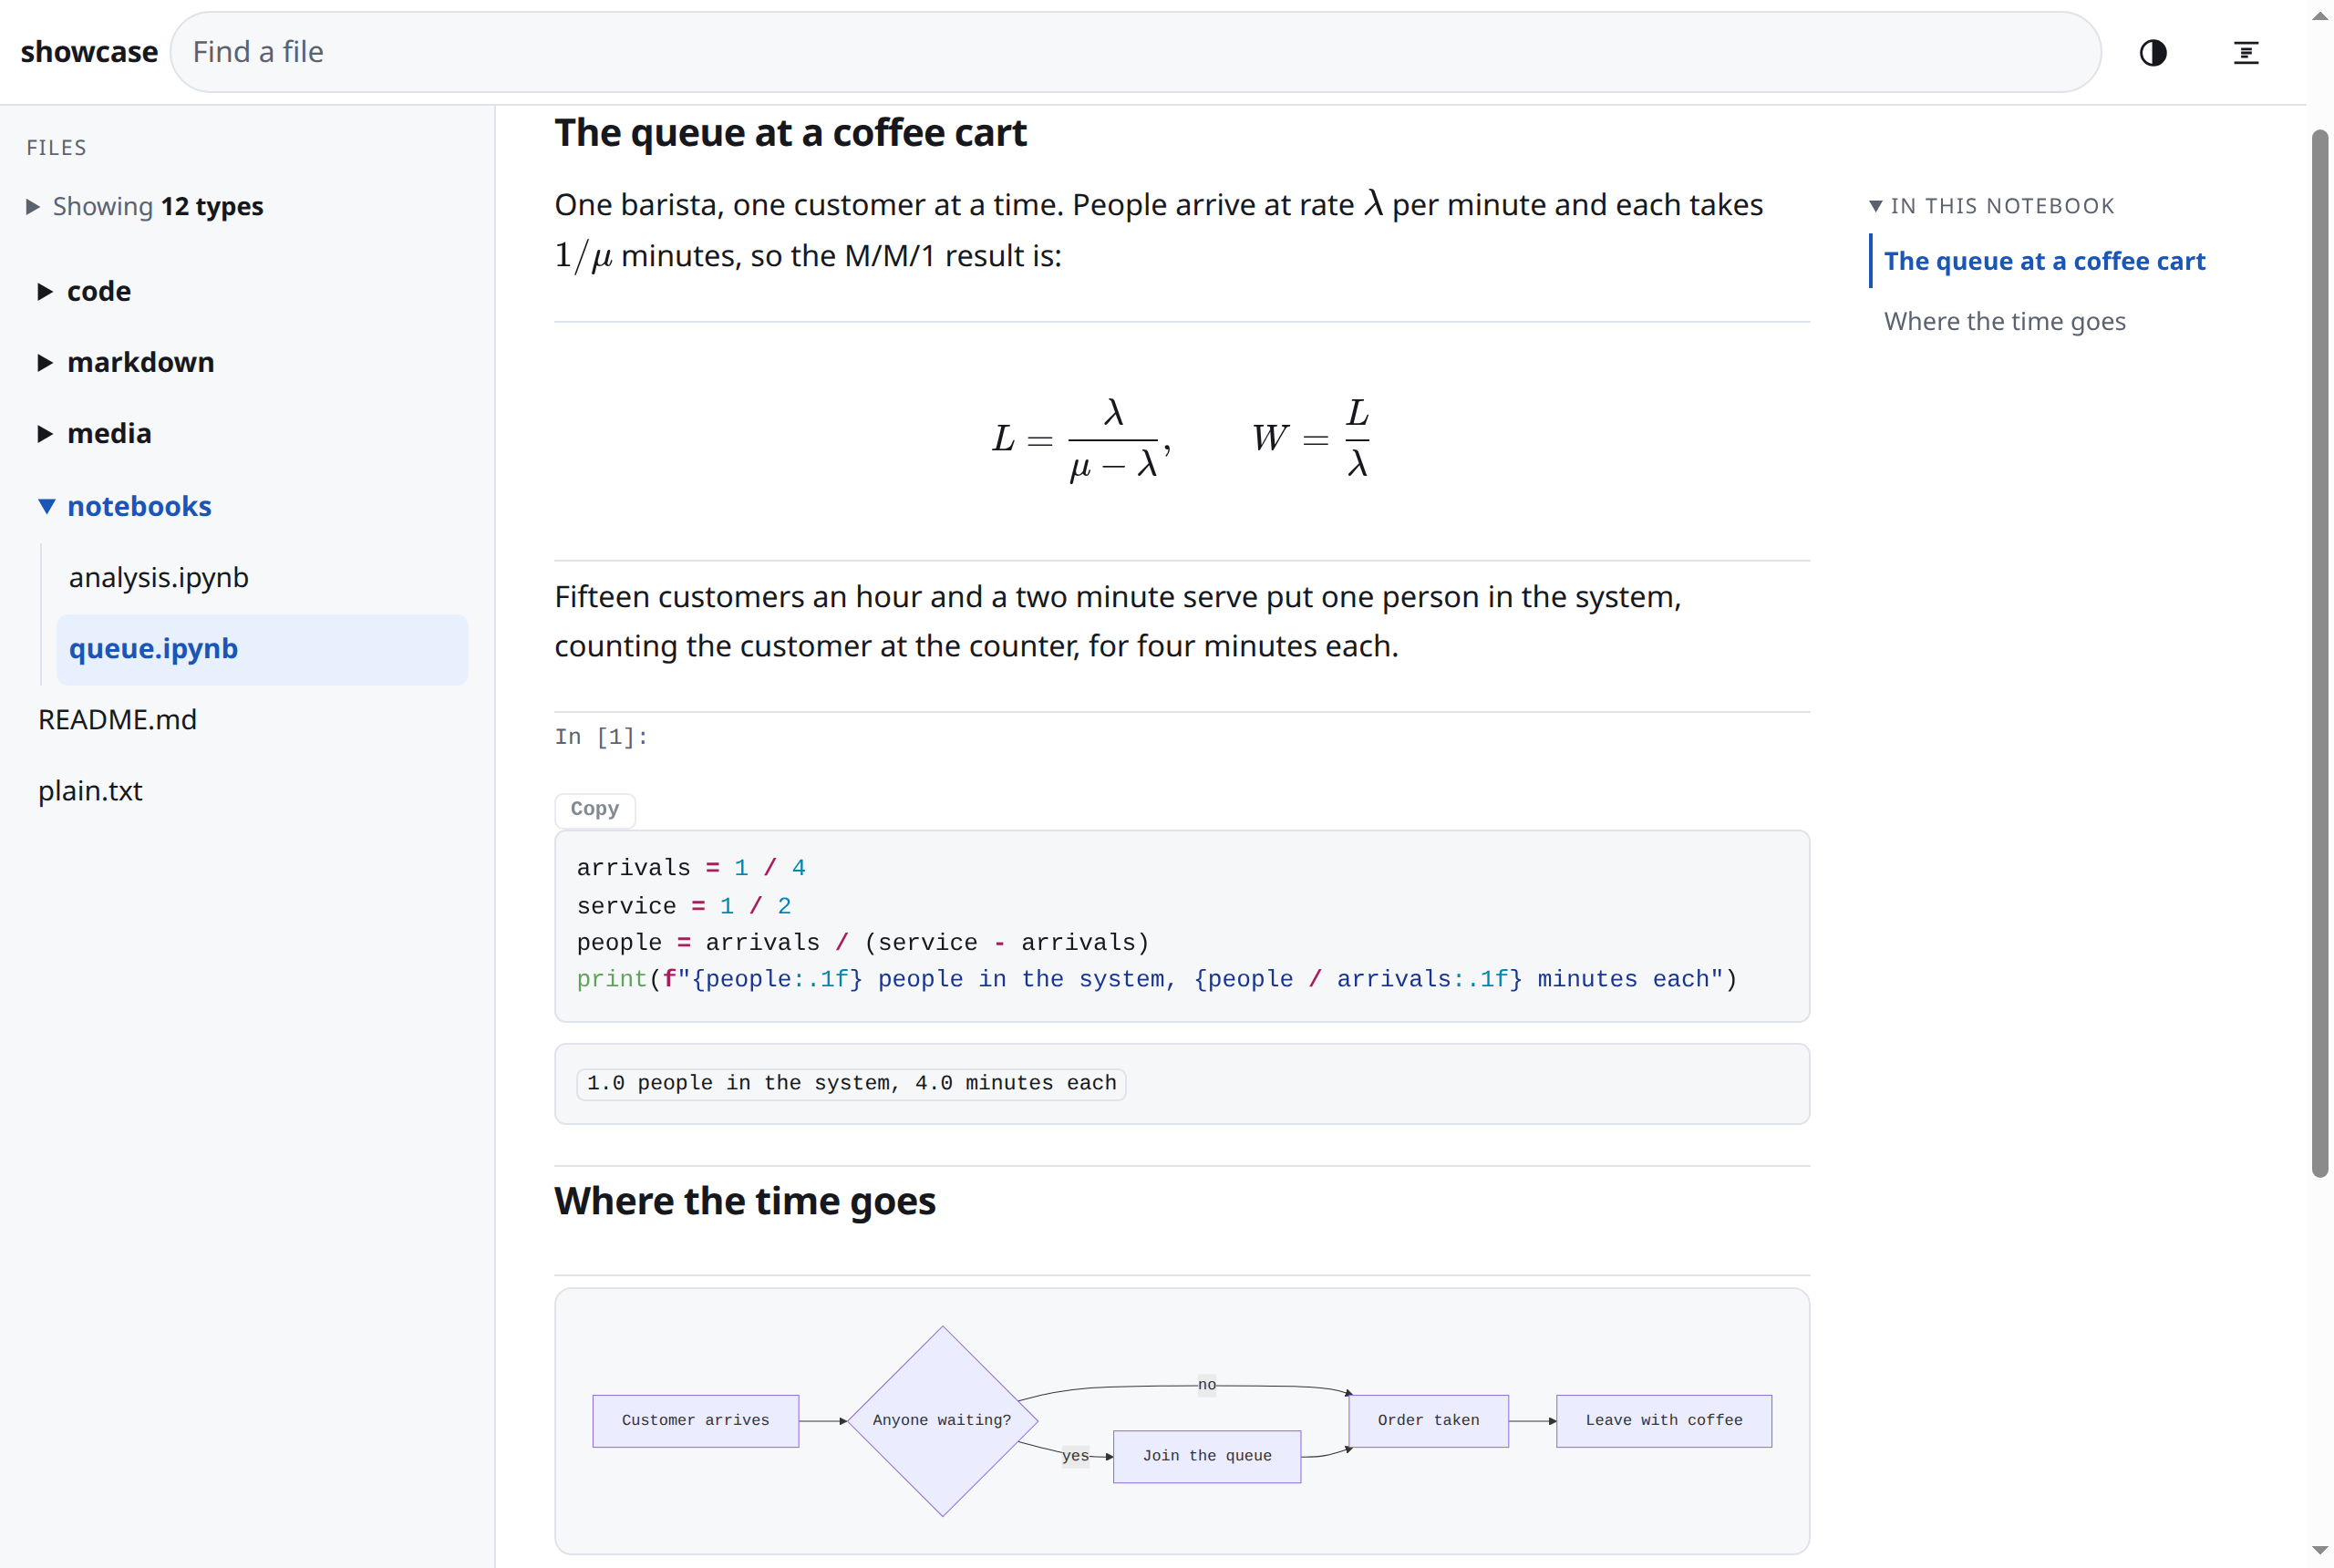 showcase
Find a file
FILES
Showing 12 types
code
markdown
media
notebooks
analysis.ipynb
queue.ipynb
README.md
plain.txt
The queue at a coffee cart
One barista, one customer at a time. People arrive at rate λ per minute and each takes
1/μ minutes, so the M/M/1 result is:
L = λ / (μ − λ), W = L / λ
Fifteen customers an hour and a two minute serve put one person in the system,
counting the customer at the counter, for four minutes each.
In [1]:
Copy
arrivals = 1 / 4
service = 1 / 2
people = arrivals / (service - arrivals)
print(f"{people:.1f} people in the system, {people / arrivals:.1f} minutes each")
1.0 people in the system, 4.0 minutes each
Where the time goes
Customer arrives
Anyone waiting?
no
yes
Join the queue
Order taken
Leave with coffee
IN THIS NOTEBOOK
The queue at a coffee cart
Where the time goes